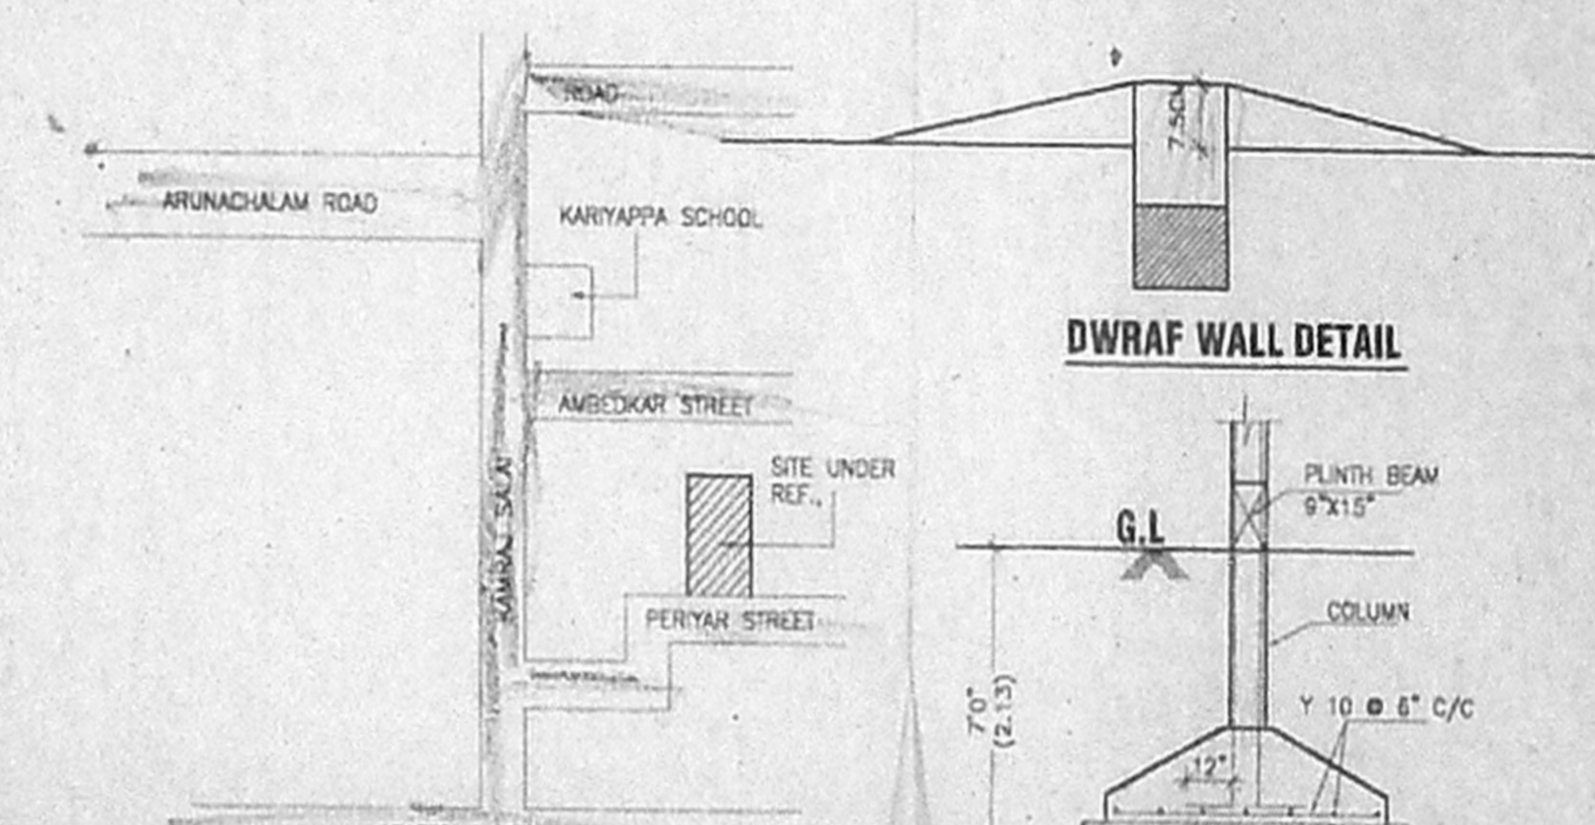 ROAD
ARUNACHALAM ROAD
KARIYAPPA SCHOOL
AMBEDKAR STREET
SITE UNDER
REF.,
KAMRAJ SALAI
PERIYAR STREET
7.5CM
DWRAF WALL DETAIL
PLINTH BEAM
9"X15"
G.L
COLUMN
7'0"
(2.13)
Y 10 @ 6" C/C
12"